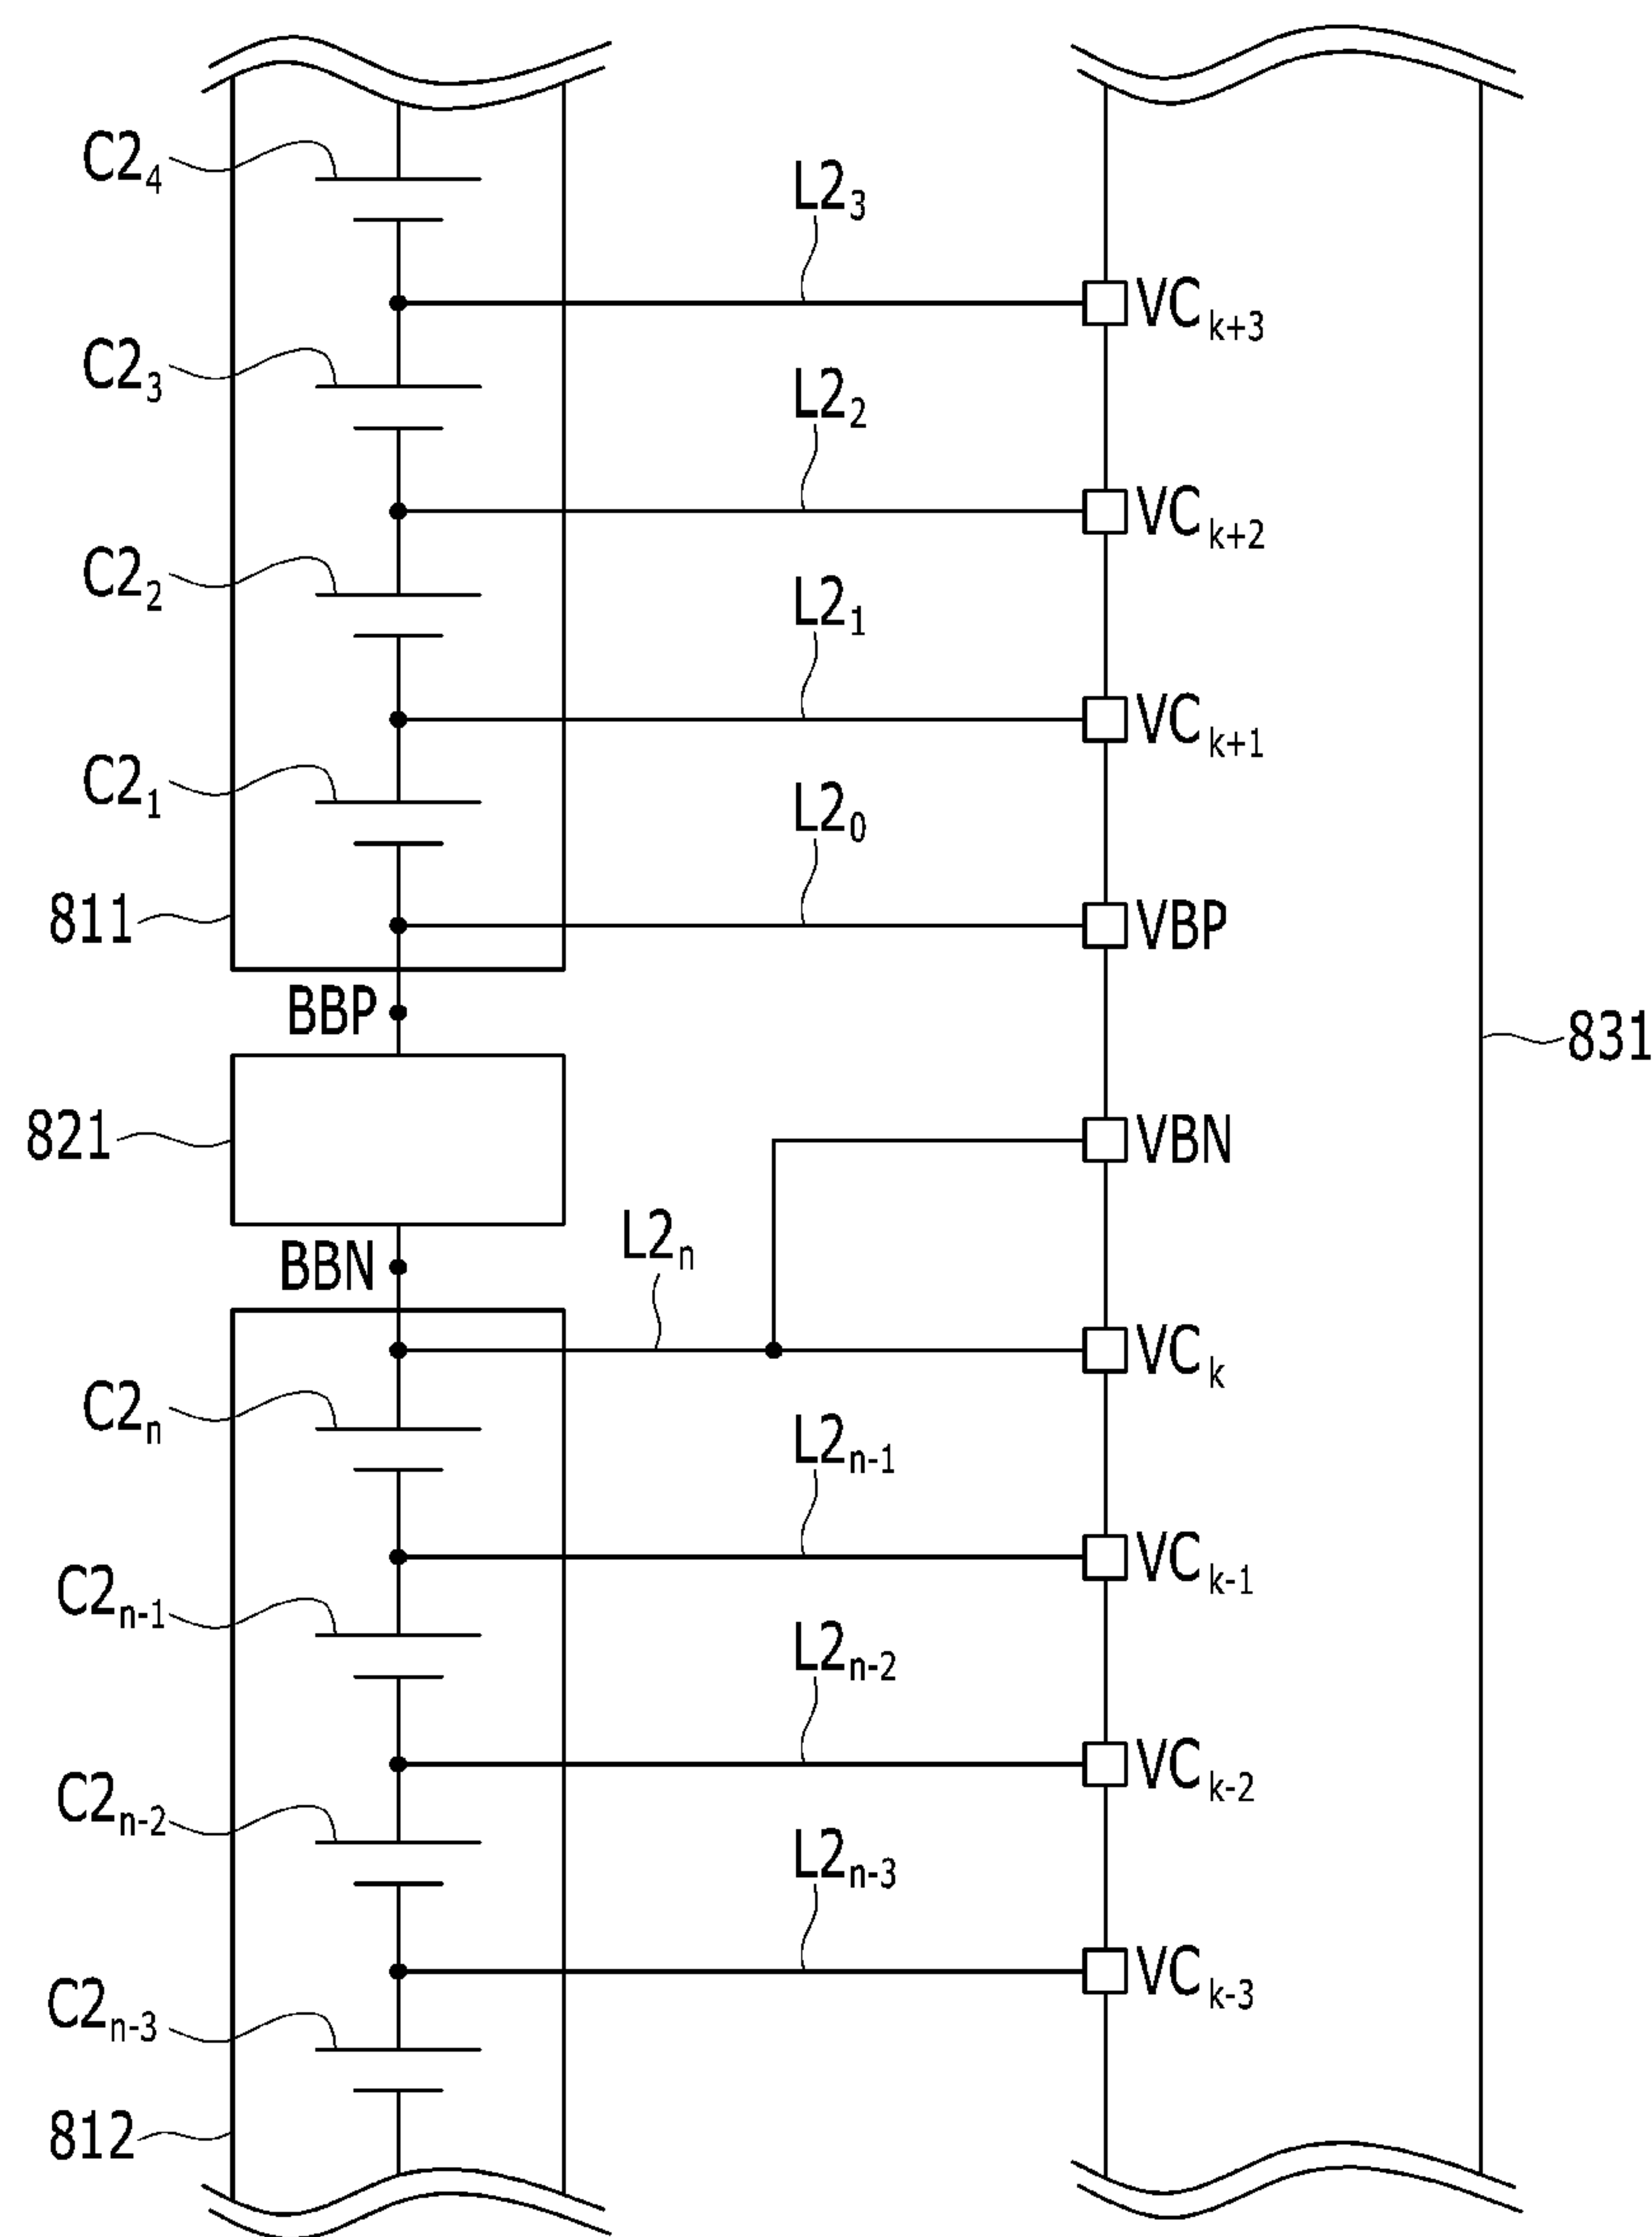 C2₄
L2₃
VCₖ₊₃
C2₃
L2₂
VCₖ₊₂
C2₂
L2₁
VCₖ₊₁
C2₁
L2₀
811
VBP
BBP
831
821
VBN
BBN
L2ₙ
VCₖ
C2ₙ
L2ₙ₋₁
VCₖ₋₁
C2ₙ₋₁
L2ₙ₋₂
VCₖ₋₂
C2ₙ₋₂
L2ₙ₋₃
VCₖ₋₃
C2ₙ₋₃
812